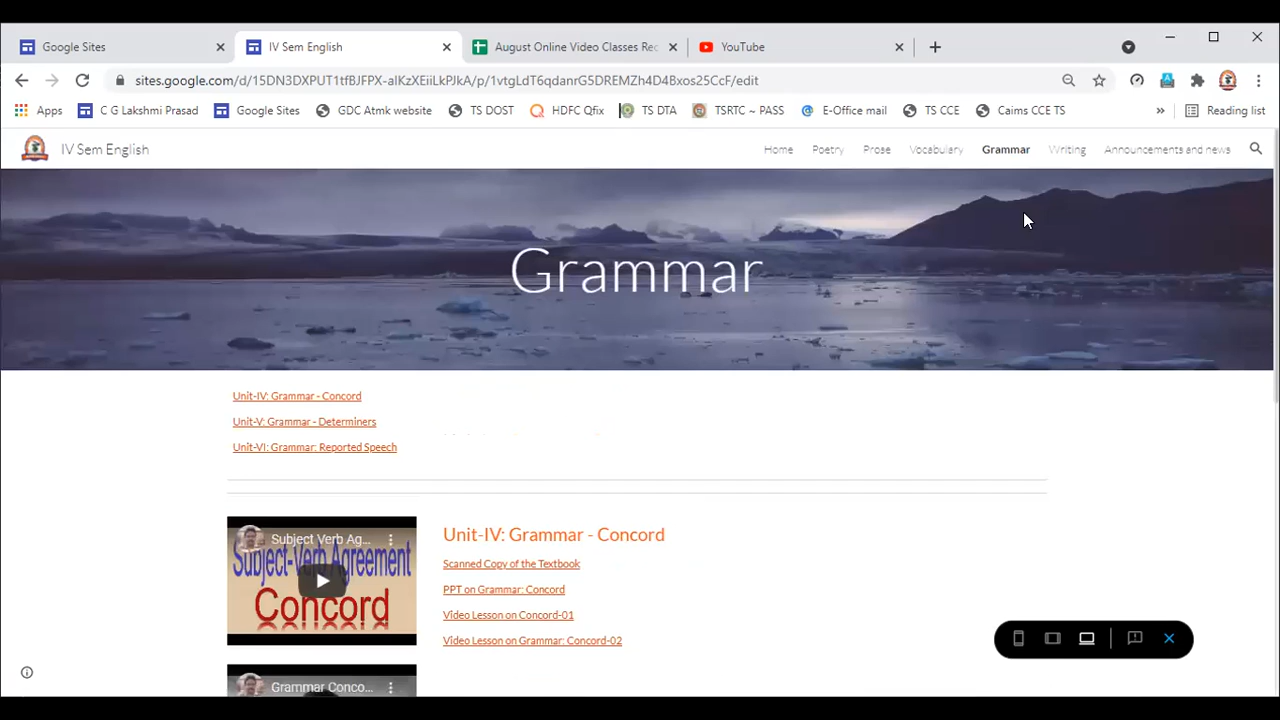 Google Sites
IV Sem English
August Online Video Classes Rec
YouTube
sites.google.com/d/15DN3DXPUT1tfBJFPX-alKzXEiiLkPJkA/p/1vtgLdT6qdanrG5DREMZh4D4Bxos25CcF/edit
Apps
C G Lakshmi Prasad
Google Sites
GDC Atmk website
TS DOST
HDFC Qfix
TS DTA
TSRTC ~ PASS
E-Office mail
TS CCE
Caims CCE TS
»
Reading list
IV Sem English
Home
Poetry
Prose
Vocabulary
Grammar
Writing
Announcements and news
Grammar
Unit-IV: Grammar - Concord
Unit-V: Grammar - Determiners
Unit-VI: Grammar: Reported Speech
Subject Verb Ag...
Subject-Verb Agreement
Concord
Unit-IV: Grammar - Concord
Scanned Copy of the Textbook
PPT on Grammar: Concord
Video Lesson on Concord-01
Video Lesson on Grammar: Concord-02
Grammar Conco...